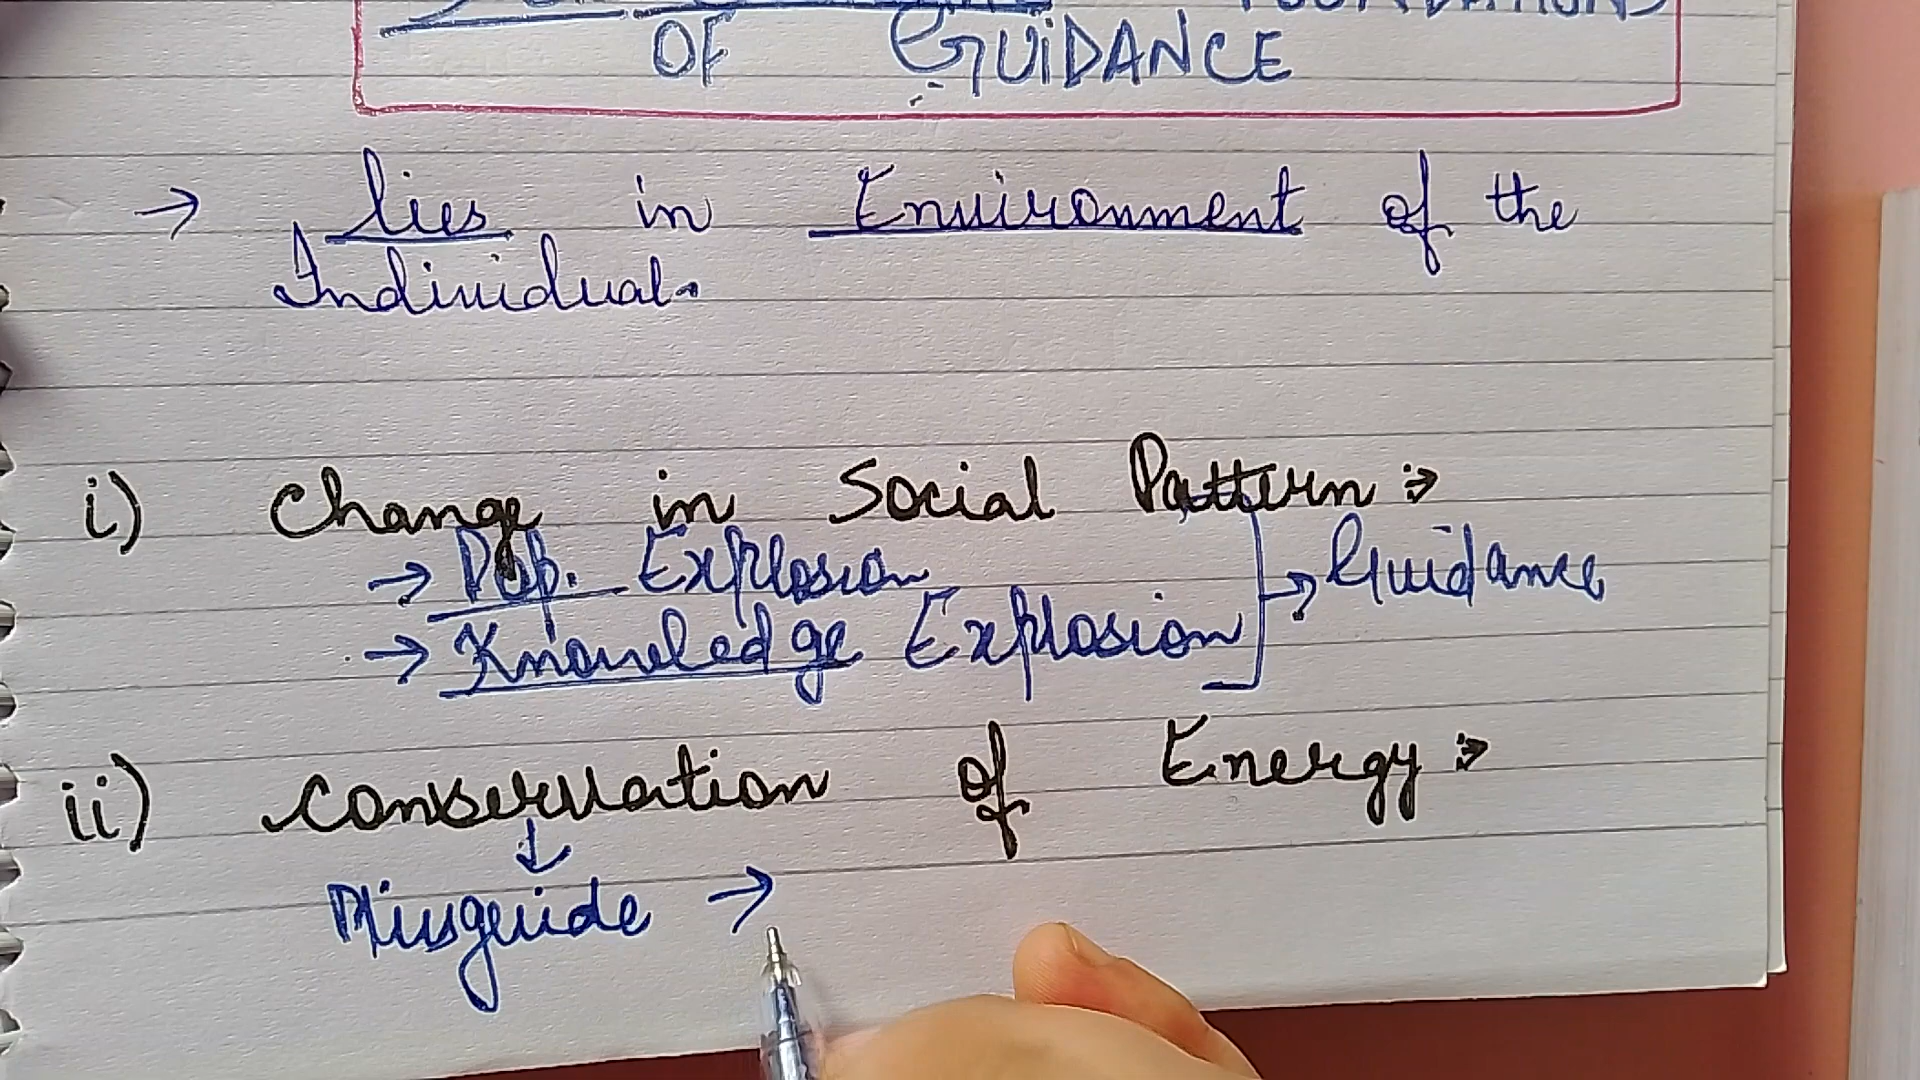 FOUNDATIONS
OF GUIDANCE
→ lies in Environment of the
Individual.
i) Change in Social Pattern :→
→ Pop. Explosion
→ Knowledge Explosion → Guidance
ii) Conservation of Energy :→
↓
Misguide →